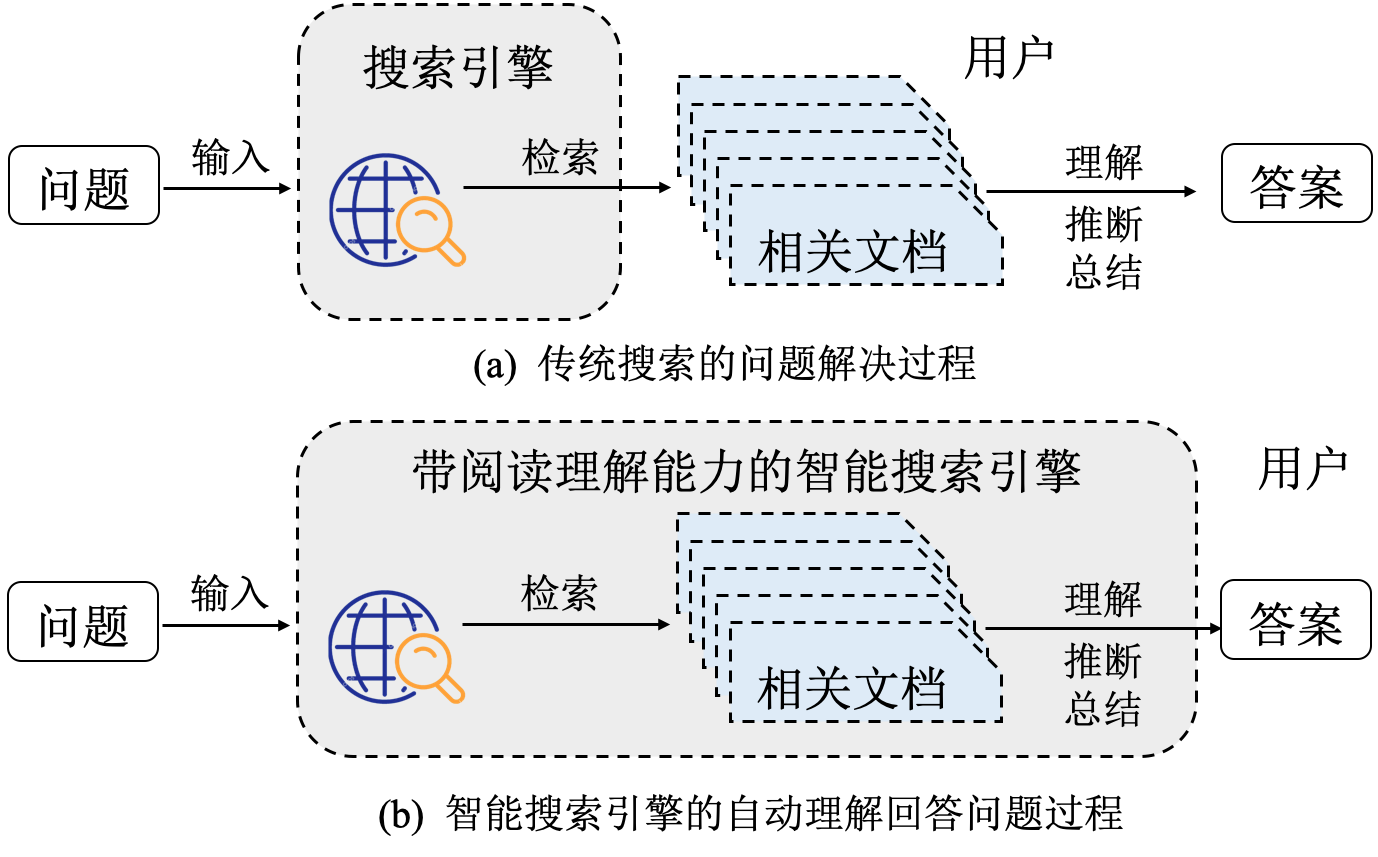 搜索引擎
用户
问题
输入
检索
相关文档
理解
推断
总结
答案
(a) 传统搜索的问题解决过程
带阅读理解能力的智能搜索引擎
用户
问题
输入
检索
相关文档
理解
推断
总结
答案
(b) 智能搜索引擎的自动理解回答问题过程